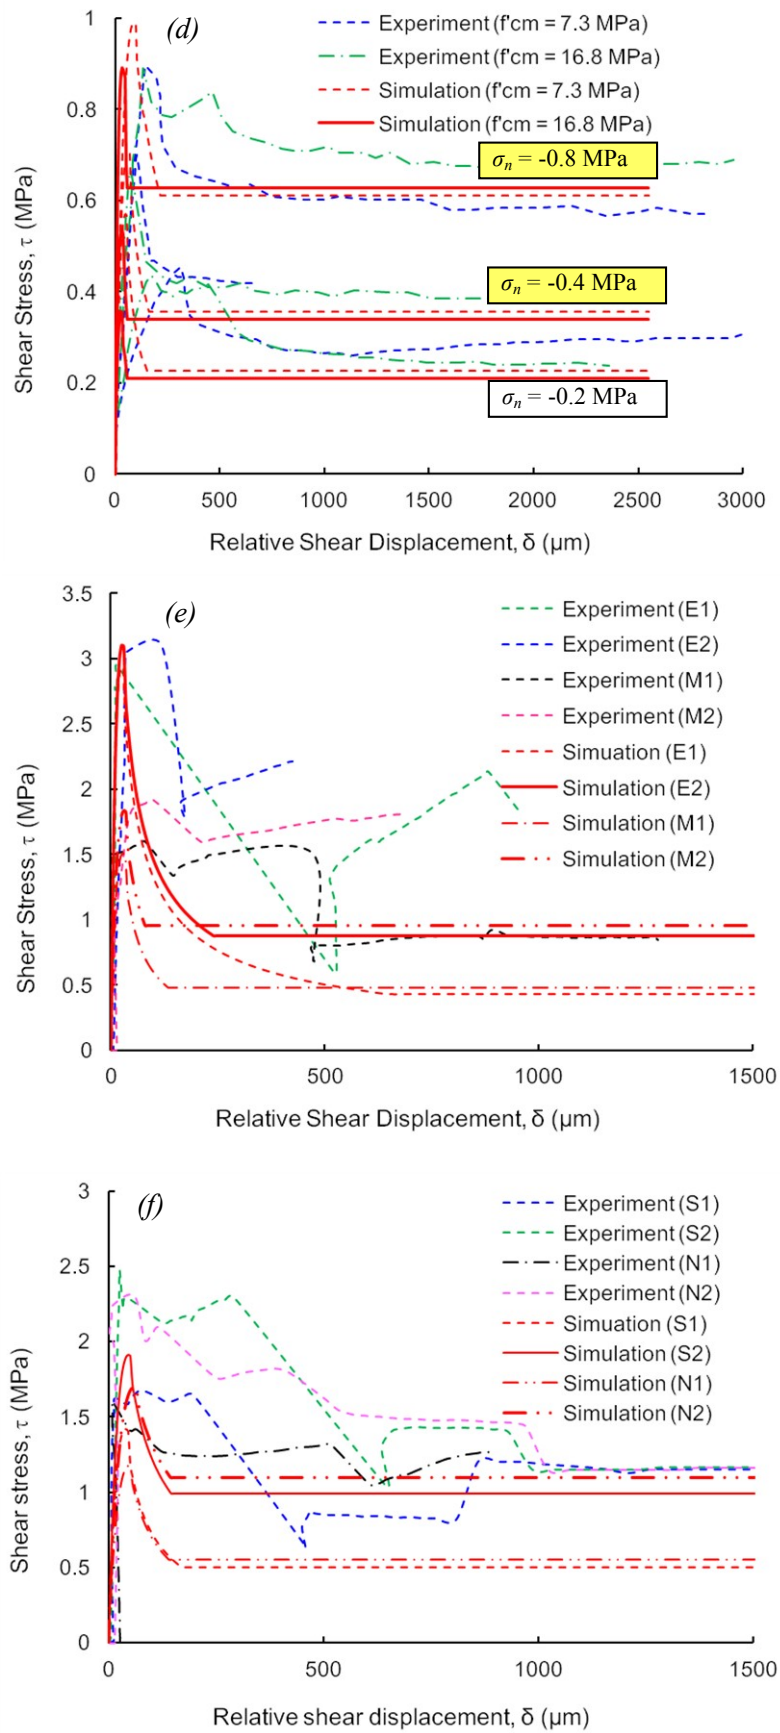 (d)
Experiment (f'cm = 7.3 MPa)
Experiment (f'cm = 16.8 MPa)
Simulation (f'cm = 7.3 MPa)
Simulation (f'cm = 16.8 MPa)
σn = -0.8 MPa
σn = -0.4 MPa
σn = -0.2 MPa
Shear Stress, τ (MPa)
1
0.8
0.6
0.4
0.2
0
0 500 1000 1500 2000 2500 3000
Relative Shear Displacement, δ (µm)
(e)
Experiment (E1)
Experiment (E2)
Experiment (M1)
Experiment (M2)
Simuation (E1)
Simulation (E2)
Simulation (M1)
Simulation (M2)
Shear Stress, τ (MPa)
3.5
3
2.5
2
1.5
1
0.5
0
0 500 1000 1500
Relative Shear Displacement, δ (µm)
(f)
Experiment (S1)
Experiment (S2)
Experiment (N1)
Experiment (N2)
Simuation (S1)
Simulation (S2)
Simulation (N1)
Simulation (N2)
Shear stress, τ (MPa)
3
2.5
2
1.5
1
0.5
0
0 500 1000 1500
Relative shear displacement, δ (µm)